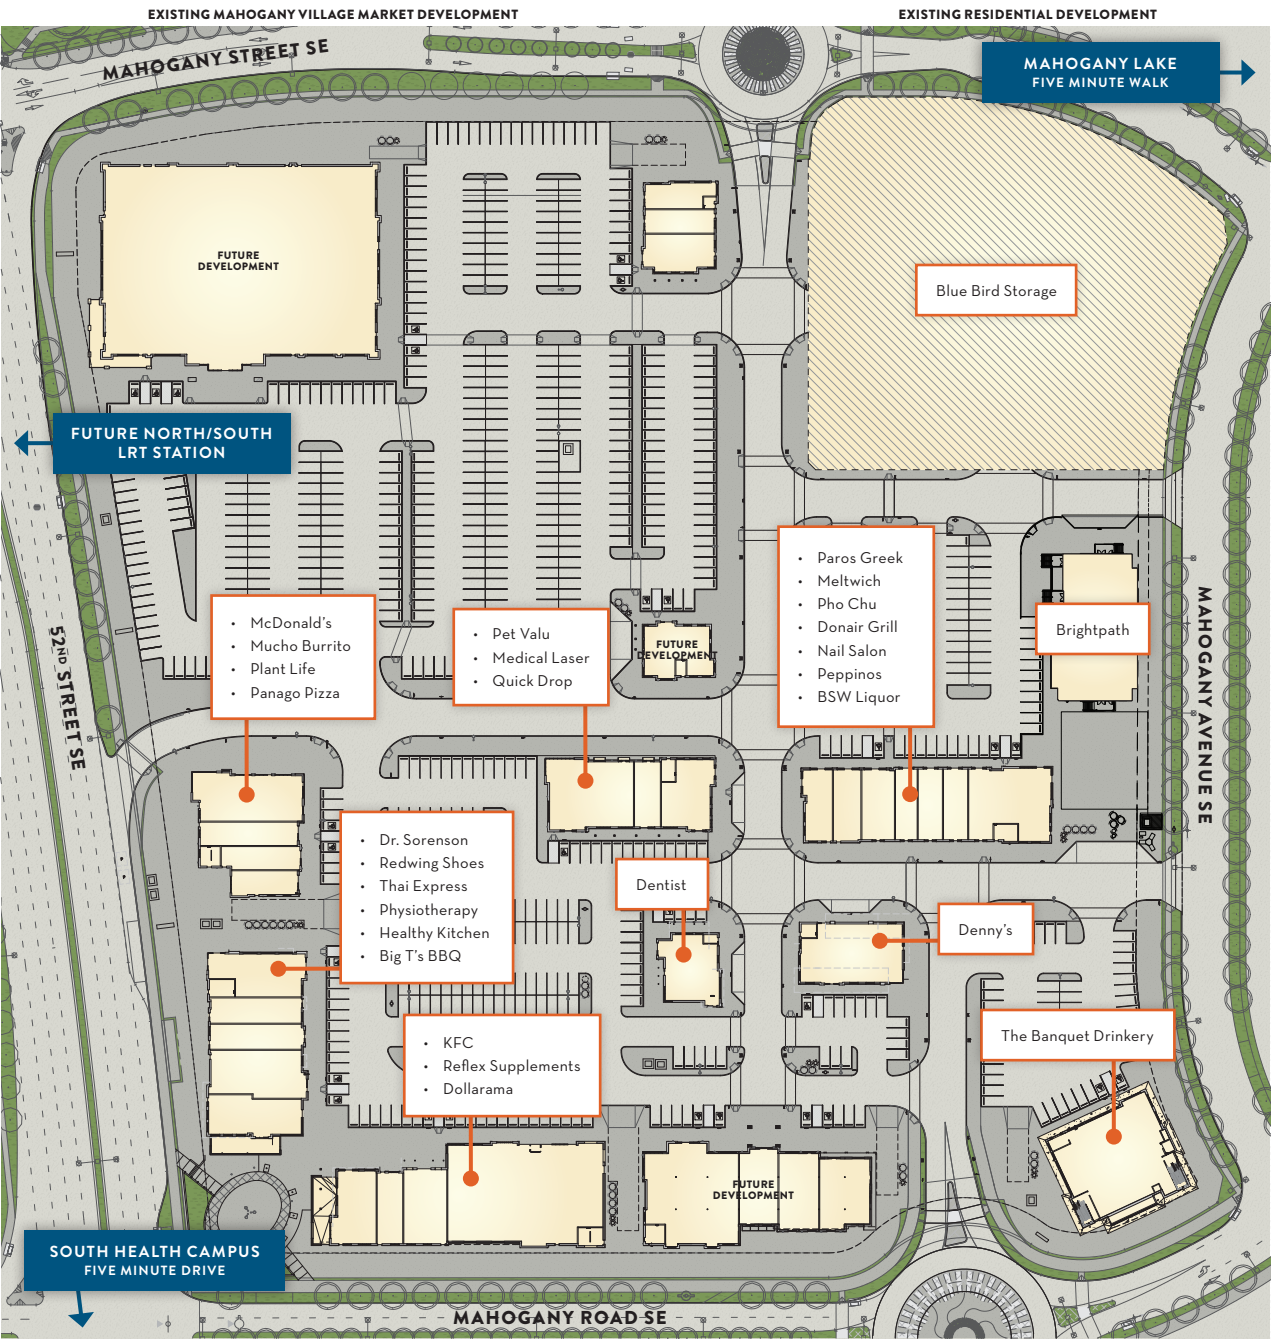 EXISTING MAHOGANY VILLAGE MARKET DEVELOPMENT
EXISTING RESIDENTIAL DEVELOPMENT
MAHOGANY STREET SE
MAHOGANY LAKE
FIVE MINUTE WALK
FUTURE
DEVELOPMENT
Blue Bird Storage
FUTURE NORTH/SOUTH
LRT STATION
• Paros Greek
• Meltwich
• Pho Chu
• Donair Grill
• Nail Salon
• Peppinos
• BSW Liquor
• McDonald's
• Mucho Burrito
• Plant Life
• Panago Pizza
• Pet Valu
• Medical Laser
• Quick Drop
FUTURE
DEVELOPMENT
Brightpath
52ND STREET SE
MAHOGANY AVENUE SE
• Dr. Sorenson
• Redwing Shoes
• Thai Express
• Physiotherapy
• Healthy Kitchen
• Big T's BBQ
Dentist
Denny's
• KFC
• Reflex Supplements
• Dollarama
The Banquet Drinkery
FUTURE
DEVELOPMENT
SOUTH HEALTH CAMPUS
FIVE MINUTE DRIVE
MAHOGANY ROAD SE